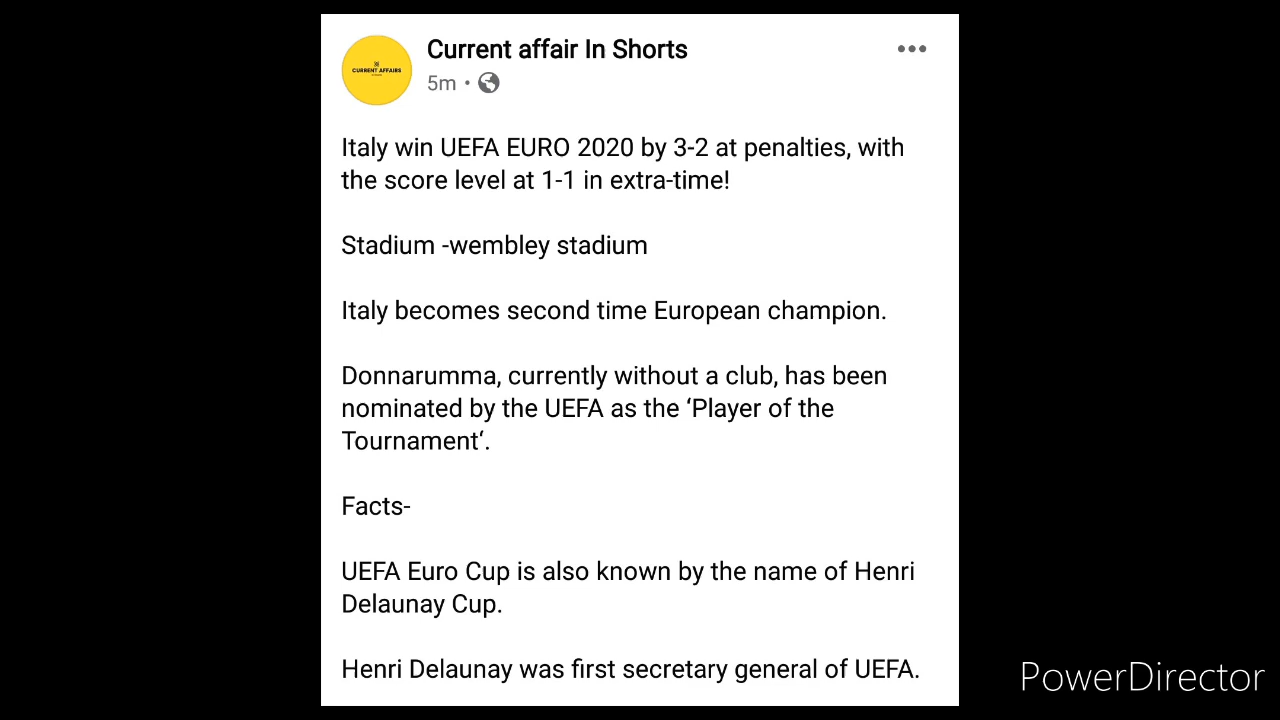 Current affair In Shorts
CURRENT AFFAIRS
5m •
Italy win UEFA EURO 2020 by 3-2 at penalties, with
the score level at 1-1 in extra-time!
Stadium -wembley stadium
Italy becomes second time European champion.
Donnarumma, currently without a club, has been
nominated by the UEFA as the ‘Player of the
Tournament‘.
Facts-
UEFA Euro Cup is also known by the name of Henri
Delaunay Cup.
Henri Delaunay was first secretary general of UEFA.
PowerDirector